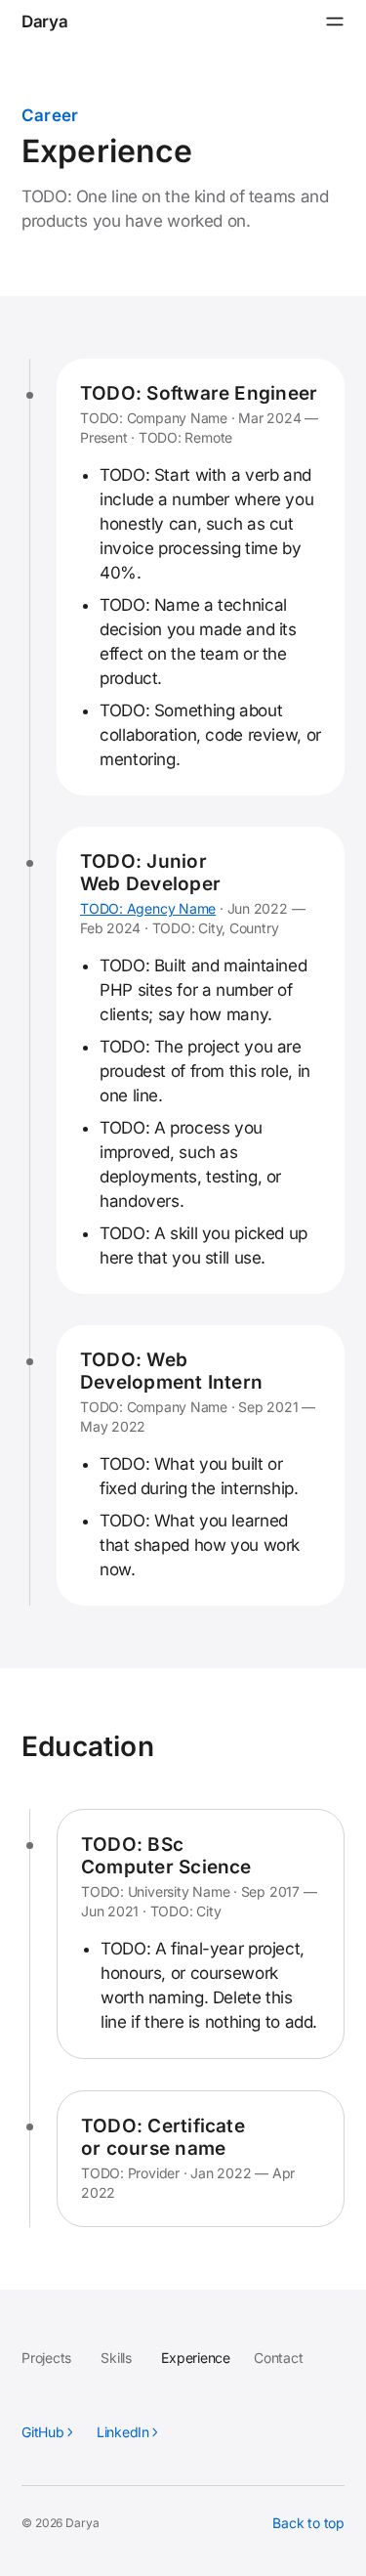 Darya
Career
Experience
TODO: One line on the kind of teams and
products you have worked on.
TODO: Software Engineer
TODO: Company Name · Mar 2024 —
Present · TODO: Remote
• TODO: Start with a verb and
include a number where you
honestly can, such as cut
invoice processing time by
40%.
• TODO: Name a technical
decision you made and its
effect on the team or the
product.
• TODO: Something about
collaboration, code review, or
mentoring.
TODO: Junior
Web Developer
TODO: Agency Name · Jun 2022 —
Feb 2024 · TODO: City, Country
• TODO: Built and maintained
PHP sites for a number of
clients; say how many.
• TODO: The project you are
proudest of from this role, in
one line.
• TODO: A process you
improved, such as
deployments, testing, or
handovers.
• TODO: A skill you picked up
here that you still use.
TODO: Web
Development Intern
TODO: Company Name · Sep 2021 —
May 2022
• TODO: What you built or
fixed during the internship.
• TODO: What you learned
that shaped how you work
now.
Education
TODO: BSc
Computer Science
TODO: University Name · Sep 2017 —
Jun 2021 · TODO: City
• TODO: A final-year project,
honours, or coursework
worth naming. Delete this
line if there is nothing to add.
TODO: Certificate
or course name
TODO: Provider · Jan 2022 — Apr
2022
Projects Skills Experience Contact
GitHub > LinkedIn >
© 2026 Darya Back to top